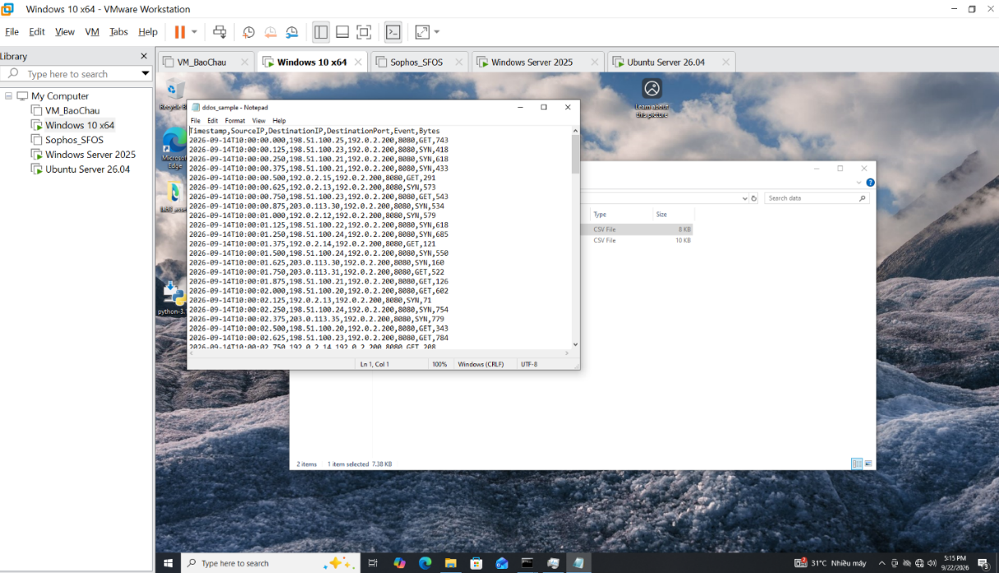 Windows 10 x64 - VMware Workstation
File Edit View VM Tabs Help
Library
Type here to search
My Computer
VM_BaoChau
Windows 10 x64
Sophos_SFOS
Windows Server 2025
Ubuntu Server 26.04
VM_BaoChau
Windows 10 x64
Sophos_SFOS
Windows Server 2025
Ubuntu Server 26.04
Recycle B
Microso
Edge
python-3.
Learn about
this picture
ddos_sample - Notepad
File Edit Format View Help
Timestamp,SourceIP,DestinationIP,DestinationPort,Event,Bytes
2026-09-14T10:00:00.000,198.51.100.25,192.0.2.200,8080,GET,743
2026-09-14T10:00:00.125,198.51.100.23,192.0.2.200,8080,SYN,418
2026-09-14T10:00:00.250,198.51.100.21,192.0.2.200,8080,SYN,618
2026-09-14T10:00:00.375,198.51.100.21,192.0.2.200,8080,SYN,433
2026-09-14T10:00:00.500,192.0.2.15,192.0.2.200,8080,GET,291
2026-09-14T10:00:00.625,192.0.2.13,192.0.2.200,8080,SYN,573
2026-09-14T10:00:00.750,198.51.100.23,192.0.2.200,8080,GET,543
2026-09-14T10:00:00.875,203.0.113.30,192.0.2.200,8080,SYN,534
2026-09-14T10:00:01.000,192.0.2.12,192.0.2.200,8080,SYN,579
2026-09-14T10:00:01.125,198.51.100.22,192.0.2.200,8080,SYN,618
2026-09-14T10:00:01.250,198.51.100.24,192.0.2.200,8080,SYN,685
2026-09-14T10:00:01.375,192.0.2.14,192.0.2.200,8080,GET,121
2026-09-14T10:00:01.500,198.51.100.24,192.0.2.200,8080,SYN,550
2026-09-14T10:00:01.625,203.0.113.30,192.0.2.200,8080,SYN,160
2026-09-14T10:00:01.750,203.0.113.31,192.0.2.200,8080,GET,522
2026-09-14T10:00:01.875,198.51.100.21,192.0.2.200,8080,GET,126
2026-09-14T10:00:02.000,198.51.100.20,192.0.2.200,8080,GET,602
2026-09-14T10:00:02.125,192.0.2.13,192.0.2.200,8080,SYN,71
2026-09-14T10:00:02.250,198.51.100.24,192.0.2.200,8080,SYN,754
2026-09-14T10:00:02.375,203.0.113.35,192.0.2.200,8080,SYN,779
2026-09-14T10:00:02.500,198.51.100.20,192.0.2.200,8080,GET,343
2026-09-14T10:00:02.625,198.51.100.23,192.0.2.200,8080,GET,784
2026-09-14T10:00:02.750,192.0.2.14,192.0.2.200,8080,GET,208
Ln 1, Col 1 100% Windows (CRLF) UTF-8
Search data
Type Size
CSV File 8 KB
CSV File 10 KB
2 items 1 item selected 7.38 KB
Type here to search
31°C Nhiều mây
5:15 PM
9/22/2026